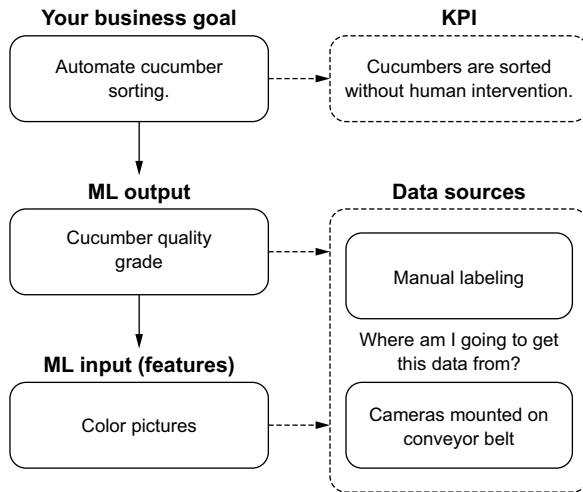 Your business goal
KPI
Automate cucumber
sorting.
Cucumbers are sorted
without human intervention.
ML output
Data sources
Cucumber quality
grade
Manual labeling
Where am I going to get
this data from?
ML input (features)
Color pictures
Cameras mounted on
conveyor belt